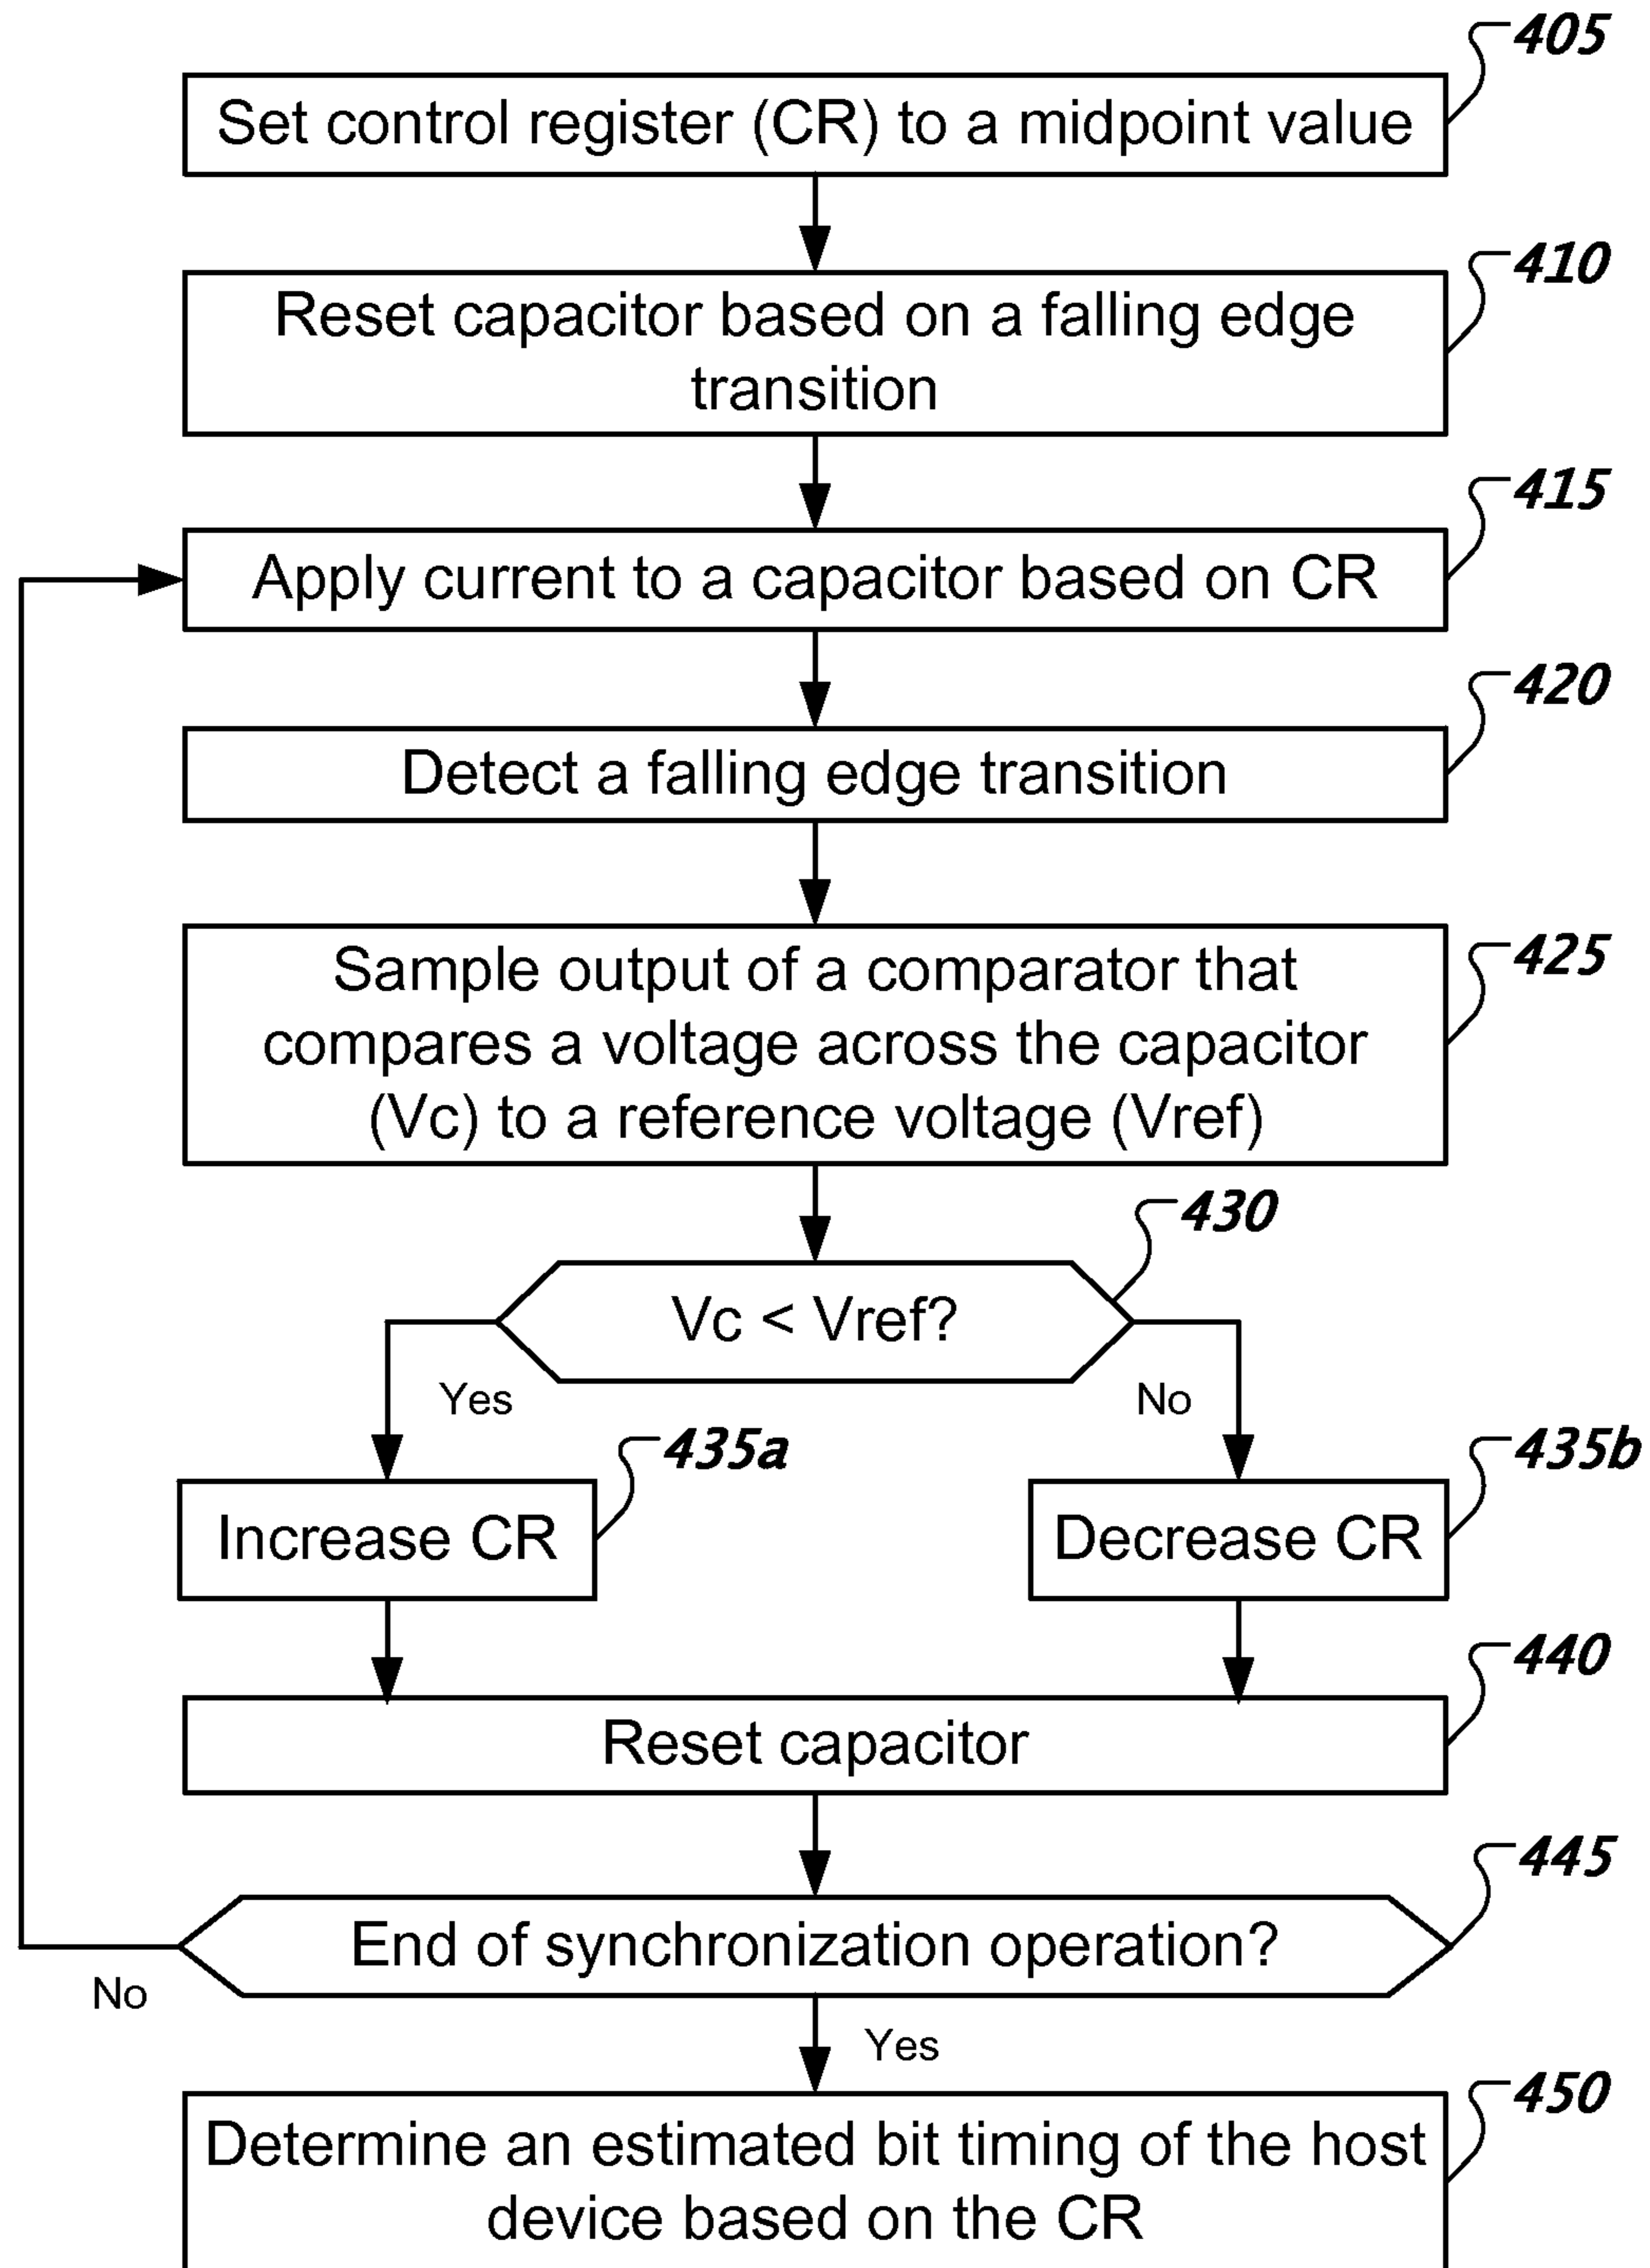 405
Set control register (CR) to a midpoint value
410
Reset capacitor based on a falling edge
transition
415
Apply current to a capacitor based on CR
420
Detect a falling edge transition
425
Sample output of a comparator that
compares a voltage across the capacitor
(Vc) to a reference voltage (Vref)
430
Vc < Vref?
Yes
No
435a
435b
Increase CR
Decrease CR
440
Reset capacitor
445
End of synchronization operation?
No
Yes
450
Determine an estimated bit timing of the host
device based on the CR